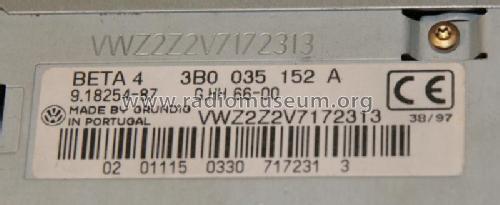 VWZ2Z2V7172313
BETA 4 3B0 035 152 A
9.18254-87 GHH 66-00
MADE BY GRUNDIG
IN PORTUGAL
VWZ2Z2V7172313
CE
38/97
02 01115 0330 717231 3
© www.radiomuseum.org